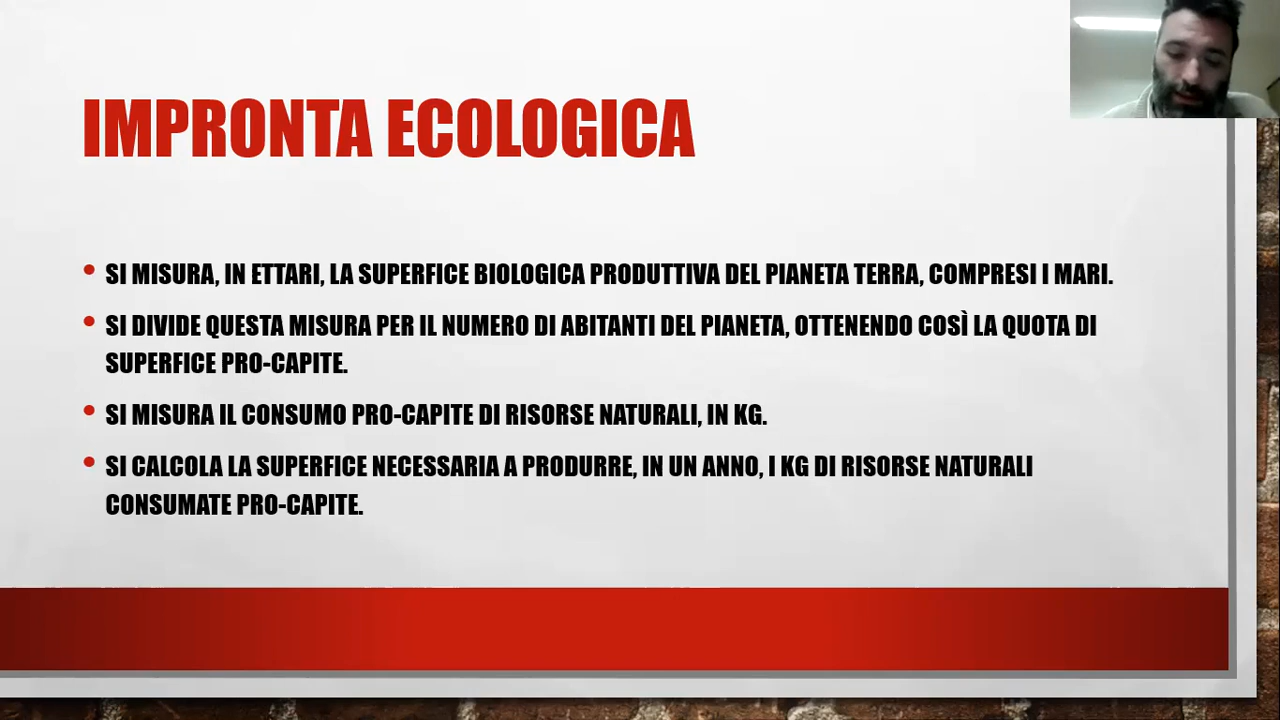 IMPRONTA ECOLOGICA
SI MISURA, IN ETTARI, LA SUPERFICE BIOLOGICA PRODUTTIVA DEL PIANETA TERRA, COMPRESI I MARI.
SI DIVIDE QUESTA MISURA PER IL NUMERO DI ABITANTI DEL PIANETA, OTTENENDO COSÌ LA QUOTA DI
SUPERFICE PRO-CAPITE.
SI MISURA IL CONSUMO PRO-CAPITE DI RISORSE NATURALI, IN KG.
SI CALCOLA LA SUPERFICE NECESSARIA A PRODURRE, IN UN ANNO, I KG DI RISORSE NATURALI
CONSUMATE PRO-CAPITE.